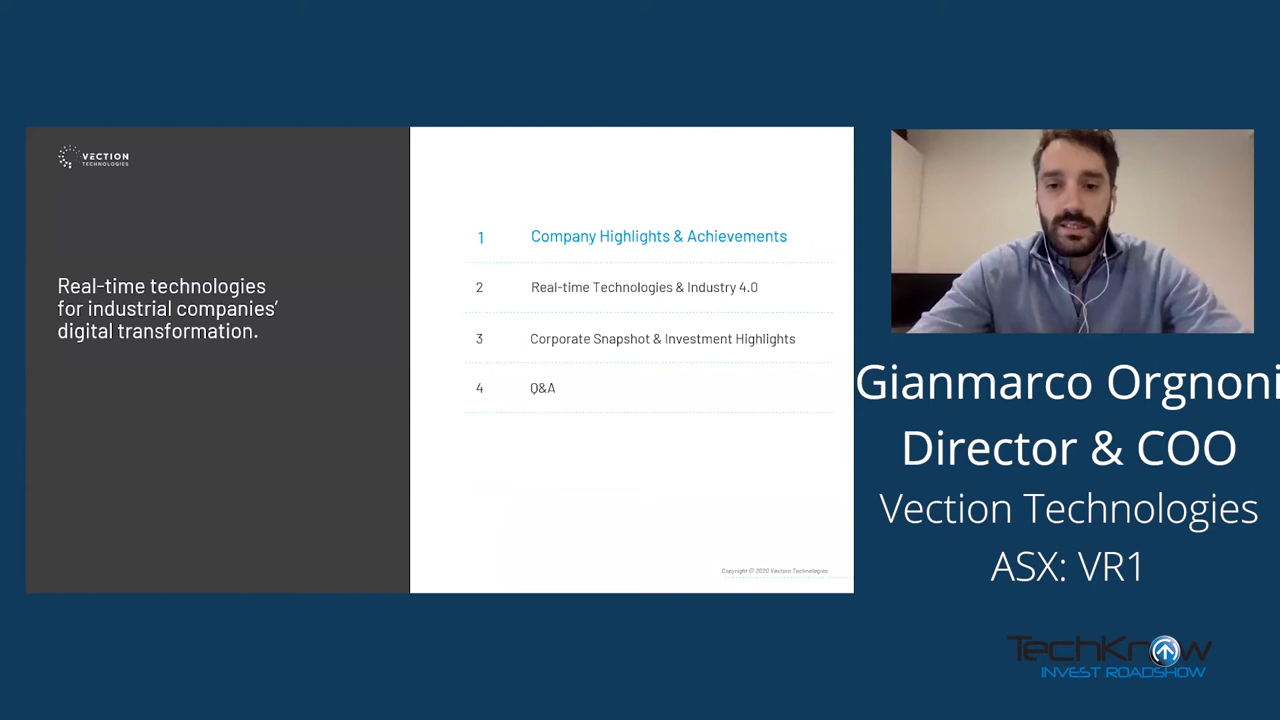 VECTION
TECHNOLOGIES
Real-time technologies
for industrial companies’
digital transformation.
1 Company Highlights & Achievements
2 Real-time Technologies & Industry 4.0
3 Corporate Snapshot & Investment Highlights
4 Q&A
Copyright © 2020 Vection Technologies
Gianmarco Orgnoni
Director & COO
Vection Technologies
ASX: VR1
TechKnow
INVEST ROADSHOW